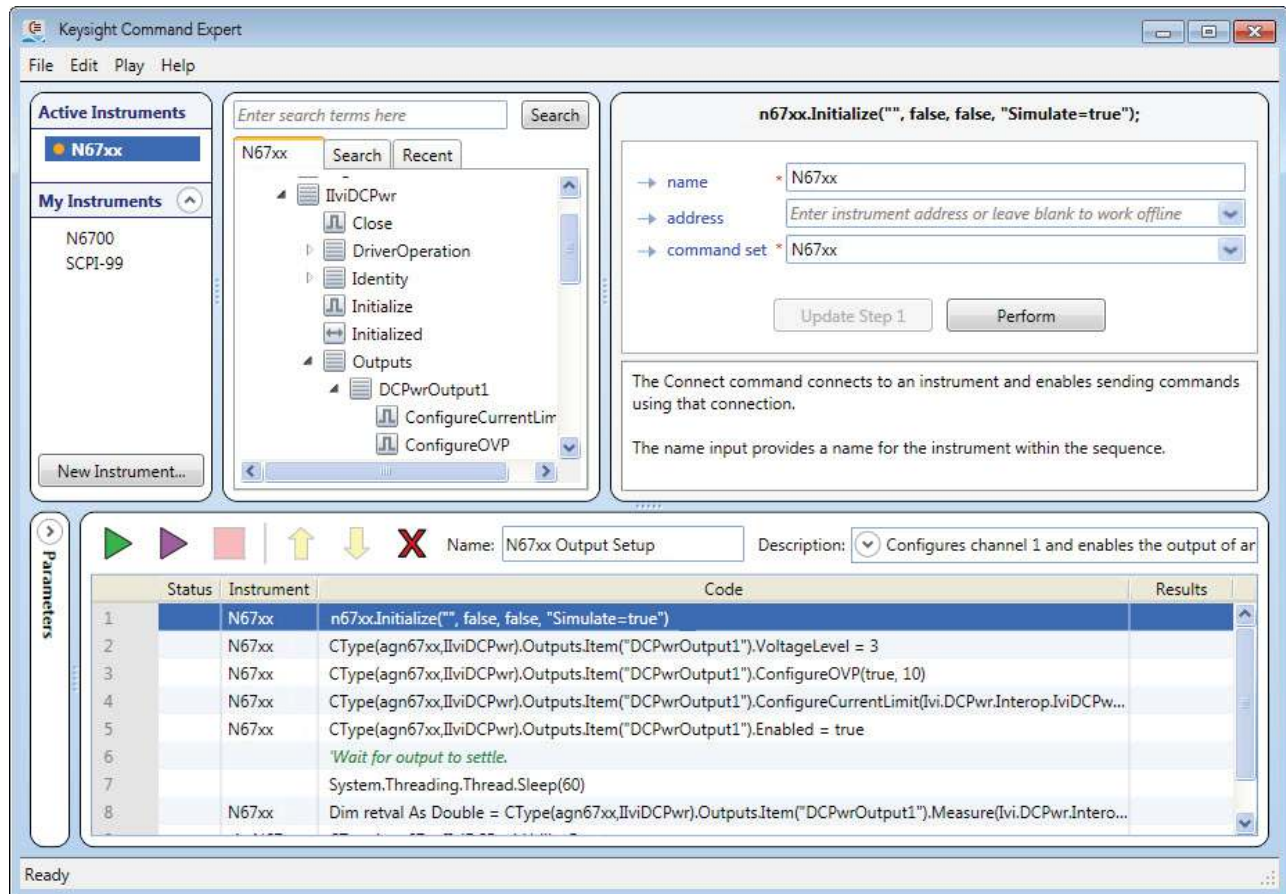 Keysight Command Expert
File Edit Play Help
Active Instruments
N67xx
My Instruments
N6700
SCPI-99
New Instrument...
Enter search terms here
Search
N67xx Search Recent
IIviDCPwr
Close
DriverOperation
Identity
Initialize
Initialized
Outputs
DCPwrOutput1
ConfigureCurrentLim
ConfigureOVP
n67xx.Initialize("", false, false, "Simulate=true");
name * N67xx
address Enter instrument address or leave blank to work offline
command set * N67xx
Update Step 1 Perform
The Connect command connects to an instrument and enables sending commands
using that connection.
The name input provides a name for the instrument within the sequence.
Parameters
Name: N67xx Output Setup Description: Configures channel 1 and enables the output of ar
Status Instrument Code Results
1 N67xx n67xx.Initialize("", false, false, "Simulate=true")
2 N67xx CType(agn67xx,IIviDCPwr).Outputs.Item("DCPwrOutput1").VoltageLevel = 3
3 N67xx CType(agn67xx,IIviDCPwr).Outputs.Item("DCPwrOutput1").ConfigureOVP(true, 10)
4 N67xx CType(agn67xx,IIviDCPwr).Outputs.Item("DCPwrOutput1").ConfigureCurrentLimit(Ivi.DCPwr.Interop.IviDCPw...
5 N67xx CType(agn67xx,IIviDCPwr).Outputs.Item("DCPwrOutput1").Enabled = true
6 'Wait for output to settle.
7 System.Threading.Thread.Sleep(60)
8 N67xx Dim retval As Double = CType(agn67xx,IIviDCPwr).Outputs.Item("DCPwrOutput1").Measure(Ivi.DCPwr.Intero...
Ready